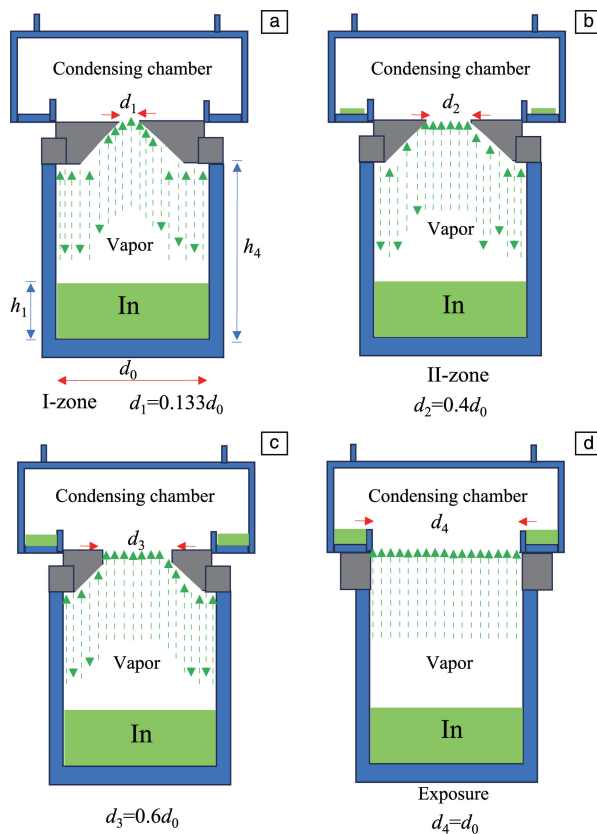 a
Condensing chamber
d₁
Vapor
h₄
h₁
In
d₀
I-zone d₁=0.133d₀
b
Condensing chamber
d₂
Vapor
In
II-zone
d₂=0.4d₀
c
Condensing chamber
d₃
Vapor
In
d₃=0.6d₀
d
Condensing chamber
d₄
Vapor
In
Exposure
d₄=d₀